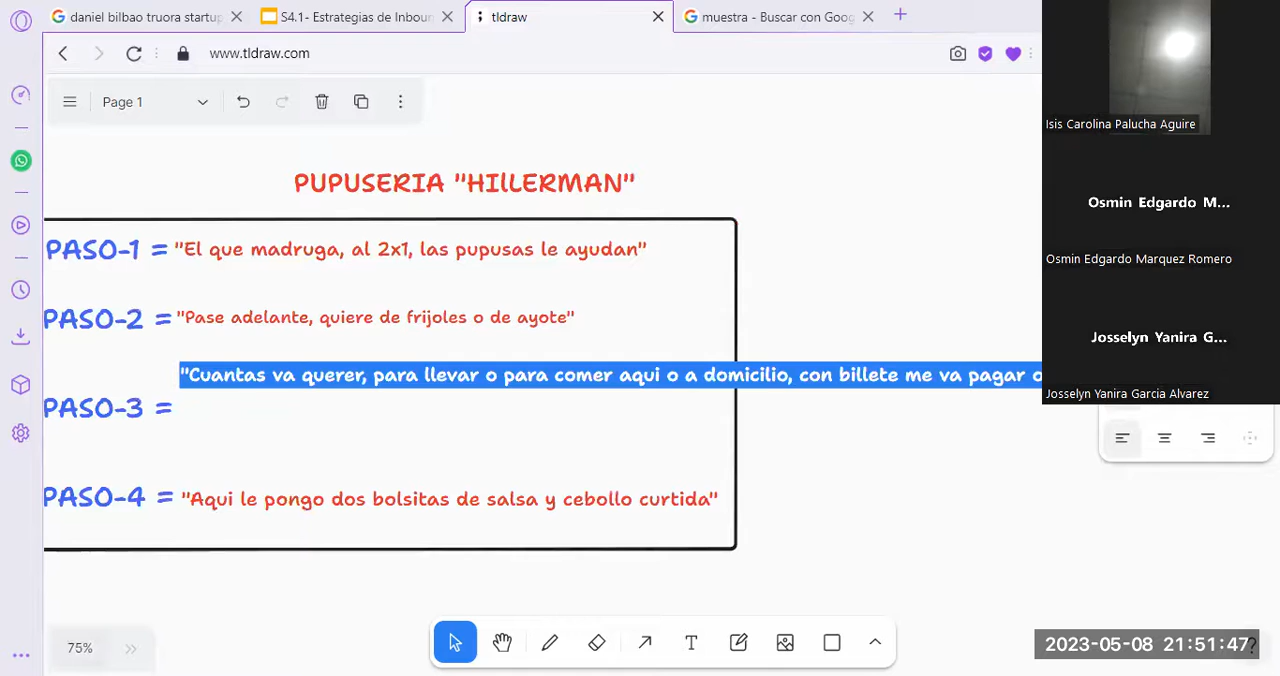 daniel bilbao truora startup
S4.1- Estrategias de Inboun
tldraw
muestra - Buscar con Goog
www.tldraw.com
Page 1
Isis Carolina Palucha Aguire
PUPUSERIA "HIllERMAN"
Osmin Edgardo M...
Osmin Edgardo Marquez Romero
PASO-1 = "El que madruga, al 2x1, las pupusas le ayudan"
PASO-2 = "Pase adelante, quiere de frijoles o de ayote"
Josselyn Yanira G...
"Cuantas va querer, para llevar o para comer aqui o a domicilio, con billete me va pagar o
Josselyn Yanira Garcia Alvarez
PASO-3 =
PASO-4 = "Aqui le pongo dos bolsitas de salsa y cebollo curtida"
75%
2023-05-08 21:51:47